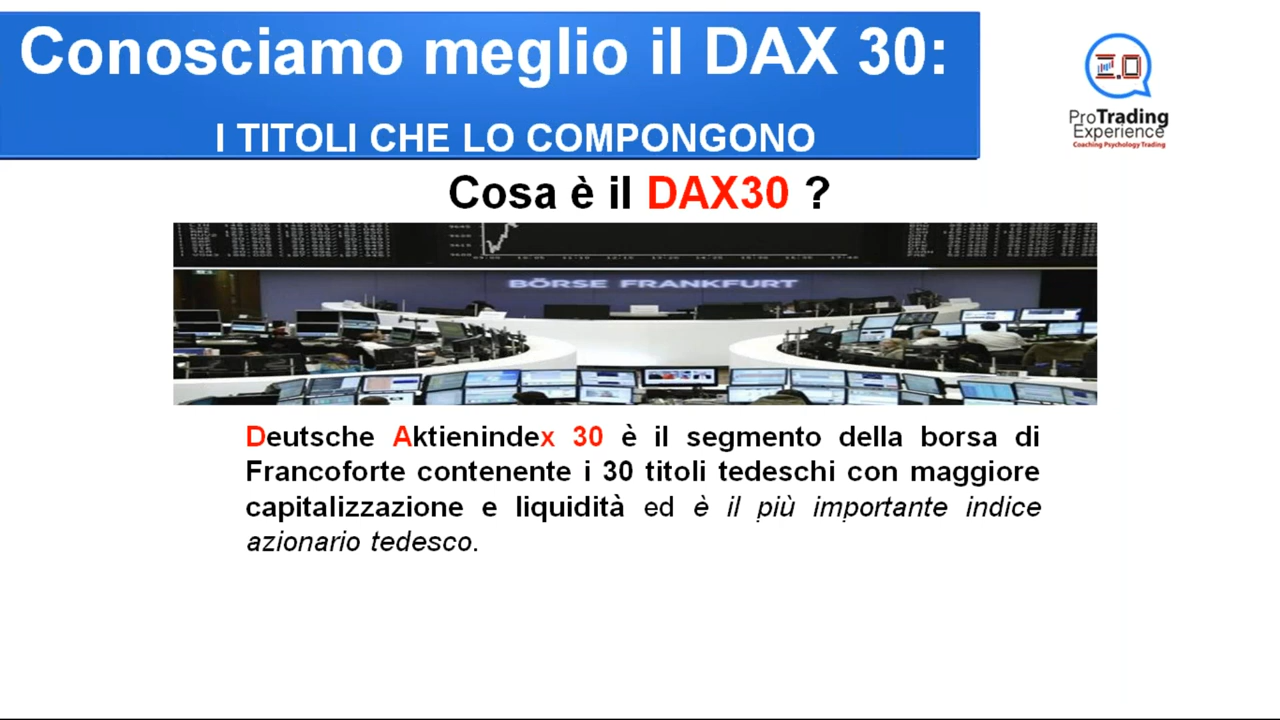 Conosciamo meglio il DAX 30:
I TITOLI CHE LO COMPONGONO
2.0
ProTrading
Experience
Coaching Psychology Trading
Cosa è il DAX30 ?
BÖRSE FRANKFURT
Deutsche Aktienindex 30 è il segmento della borsa di
Francoforte contenente i 30 titoli tedeschi con maggiore
capitalizzazione e liquidità ed è il più importante indice
azionario tedesco.